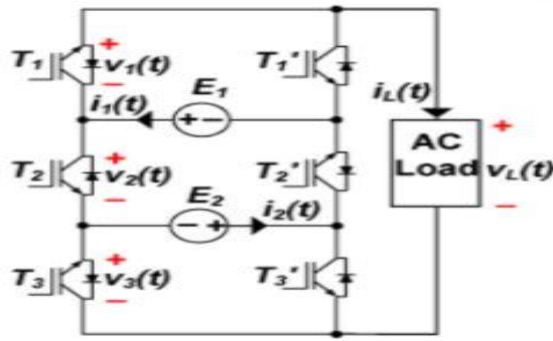 T1 + v1(t) − T1'
i1(t) E1 + − iL(t)
AC Load + vL(t) −
T2 + v2(t) − T2'
E2 − + i2(t)
T3 + v3(t) − T3'